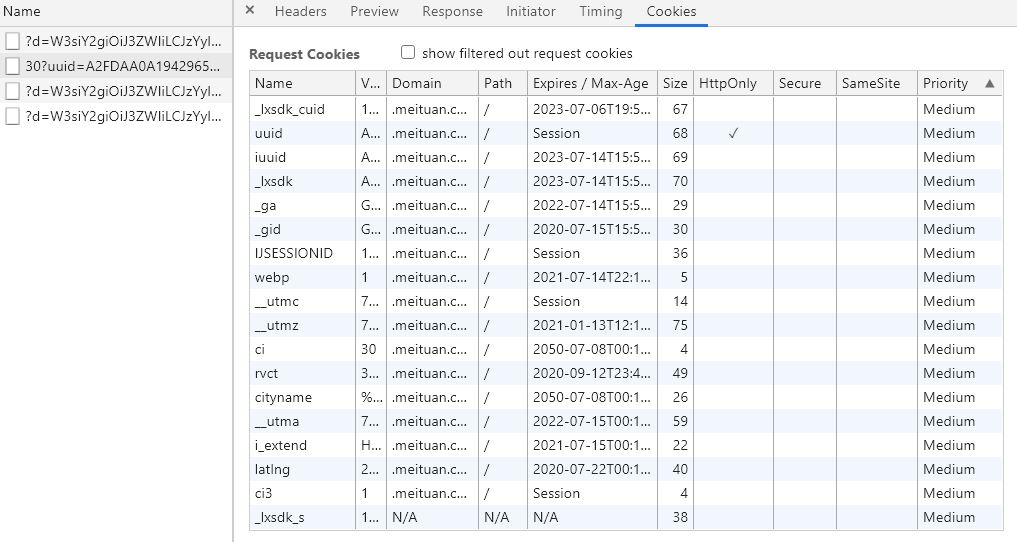 Name
?d=W3siY2giOiJ3ZWIiLCJzYyI...
30?uuid=A2FDAA0A1942965...
?d=W3siY2giOiJ3ZWIiLCJzYyI...
?d=W3siY2giOiJ3ZWIiLCJzYyI...
× Headers Preview Response Initiator Timing Cookies
Request Cookies show filtered out request cookies
Name V... Domain Path Expires / Max-Age Size HttpOnly Secure SameSite Priority ▲
_lxsdk_cuid 1... .meituan.c... / 2023-07-06T19:5... 67 Medium
uuid A... .meituan.c... / Session 68 ✓ Medium
iuuid A... .meituan.c... / 2023-07-14T15:5... 69 Medium
_lxsdk A... .meituan.c... / 2023-07-14T15:5... 70 Medium
_ga G... .meituan.c... / 2022-07-14T15:5... 29 Medium
_gid G... .meituan.c... / 2020-07-15T15:5... 30 Medium
IJSESSIONID 1... .meituan.c... / Session 36 Medium
webp 1 .meituan.c... / 2021-07-14T22:1... 5 Medium
__utmc 7... .meituan.c... / Session 14 Medium
__utmz 7... .meituan.c... / 2021-01-13T12:1... 75 Medium
ci 30 .meituan.c... / 2050-07-08T00:1... 4 Medium
rvct 3... .meituan.c... / 2020-09-12T23:4... 49 Medium
cityname %... .meituan.c... / 2050-07-08T00:1... 26 Medium
__utma 7... .meituan.c... / 2022-07-15T00:1... 59 Medium
i_extend H... .meituan.c... / 2021-07-15T00:1... 22 Medium
latlng 2... .meituan.c... / 2020-07-22T00:1... 40 Medium
ci3 1 .meituan.c... / Session 4 Medium
_lxsdk_s 1... N/A N/A N/A 38 Medium